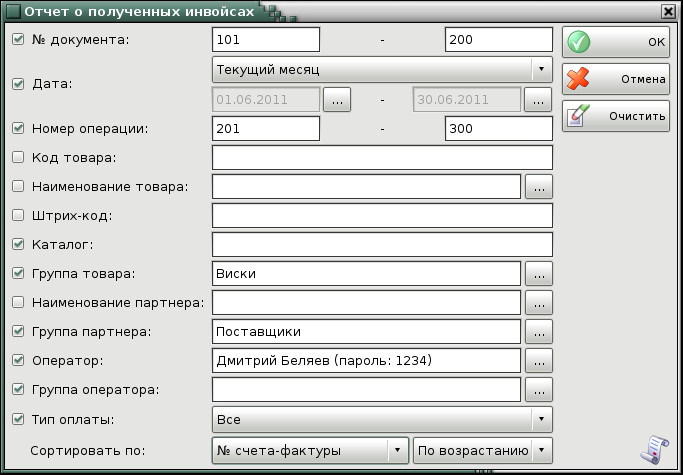 Отчет о полученных инвойсах
№ документа: 101 - 200
OK
Текущий месяц
Дата:
Отмена
01.06.2011 ... - 30.06.2011 ...
Номер операции: 201 - 300
Очистить
Код товара:
Наименование товара: ...
Штрих-код:
Каталог:
Группа товара: Виски ...
Наименование партнера: ...
Группа партнера: Поставщики ...
Оператор: Дмитрий Беляев (пароль: 1234) ...
Группа оператора: ...
Тип оплаты: Все
Сортировать по: № счета-фактуры По возрастанию